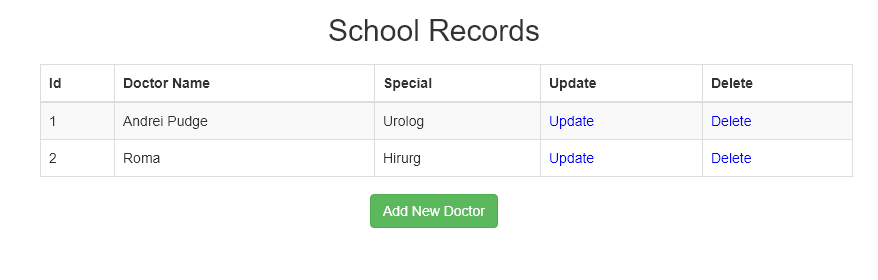 School Records
Id Doctor Name Special Update Delete
1 Andrei Pudge Urolog Update Delete
2 Roma Hirurg Update Delete
Add New Doctor